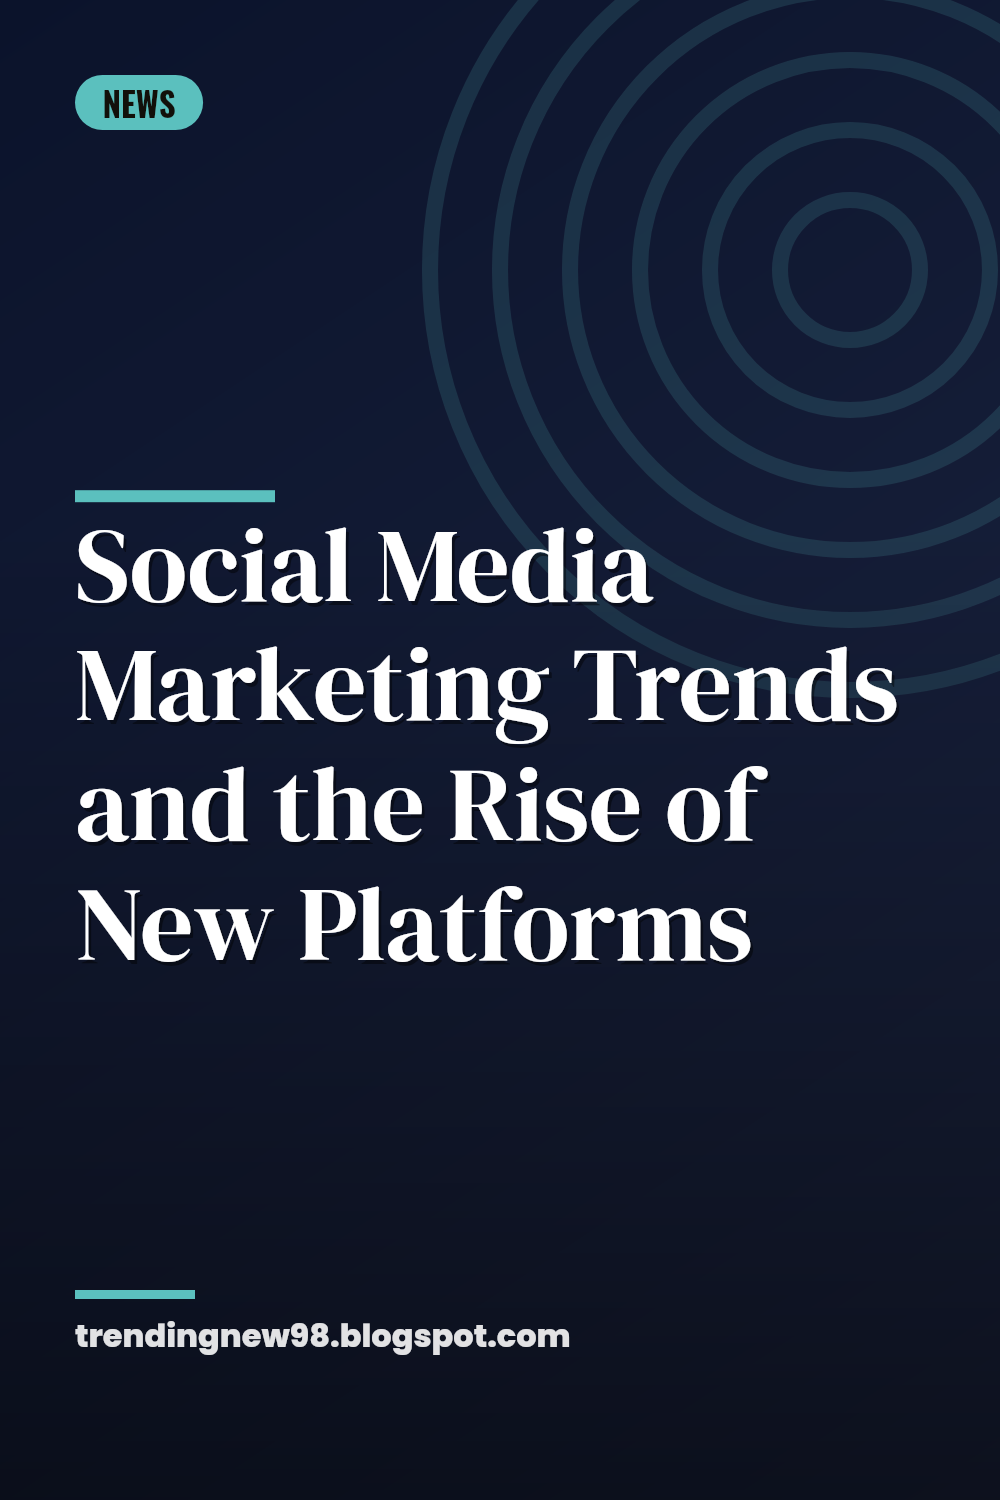 NEWS
Social Media
Marketing Trends
and the Rise of
New Platforms
trendingnew98.blogspot.com